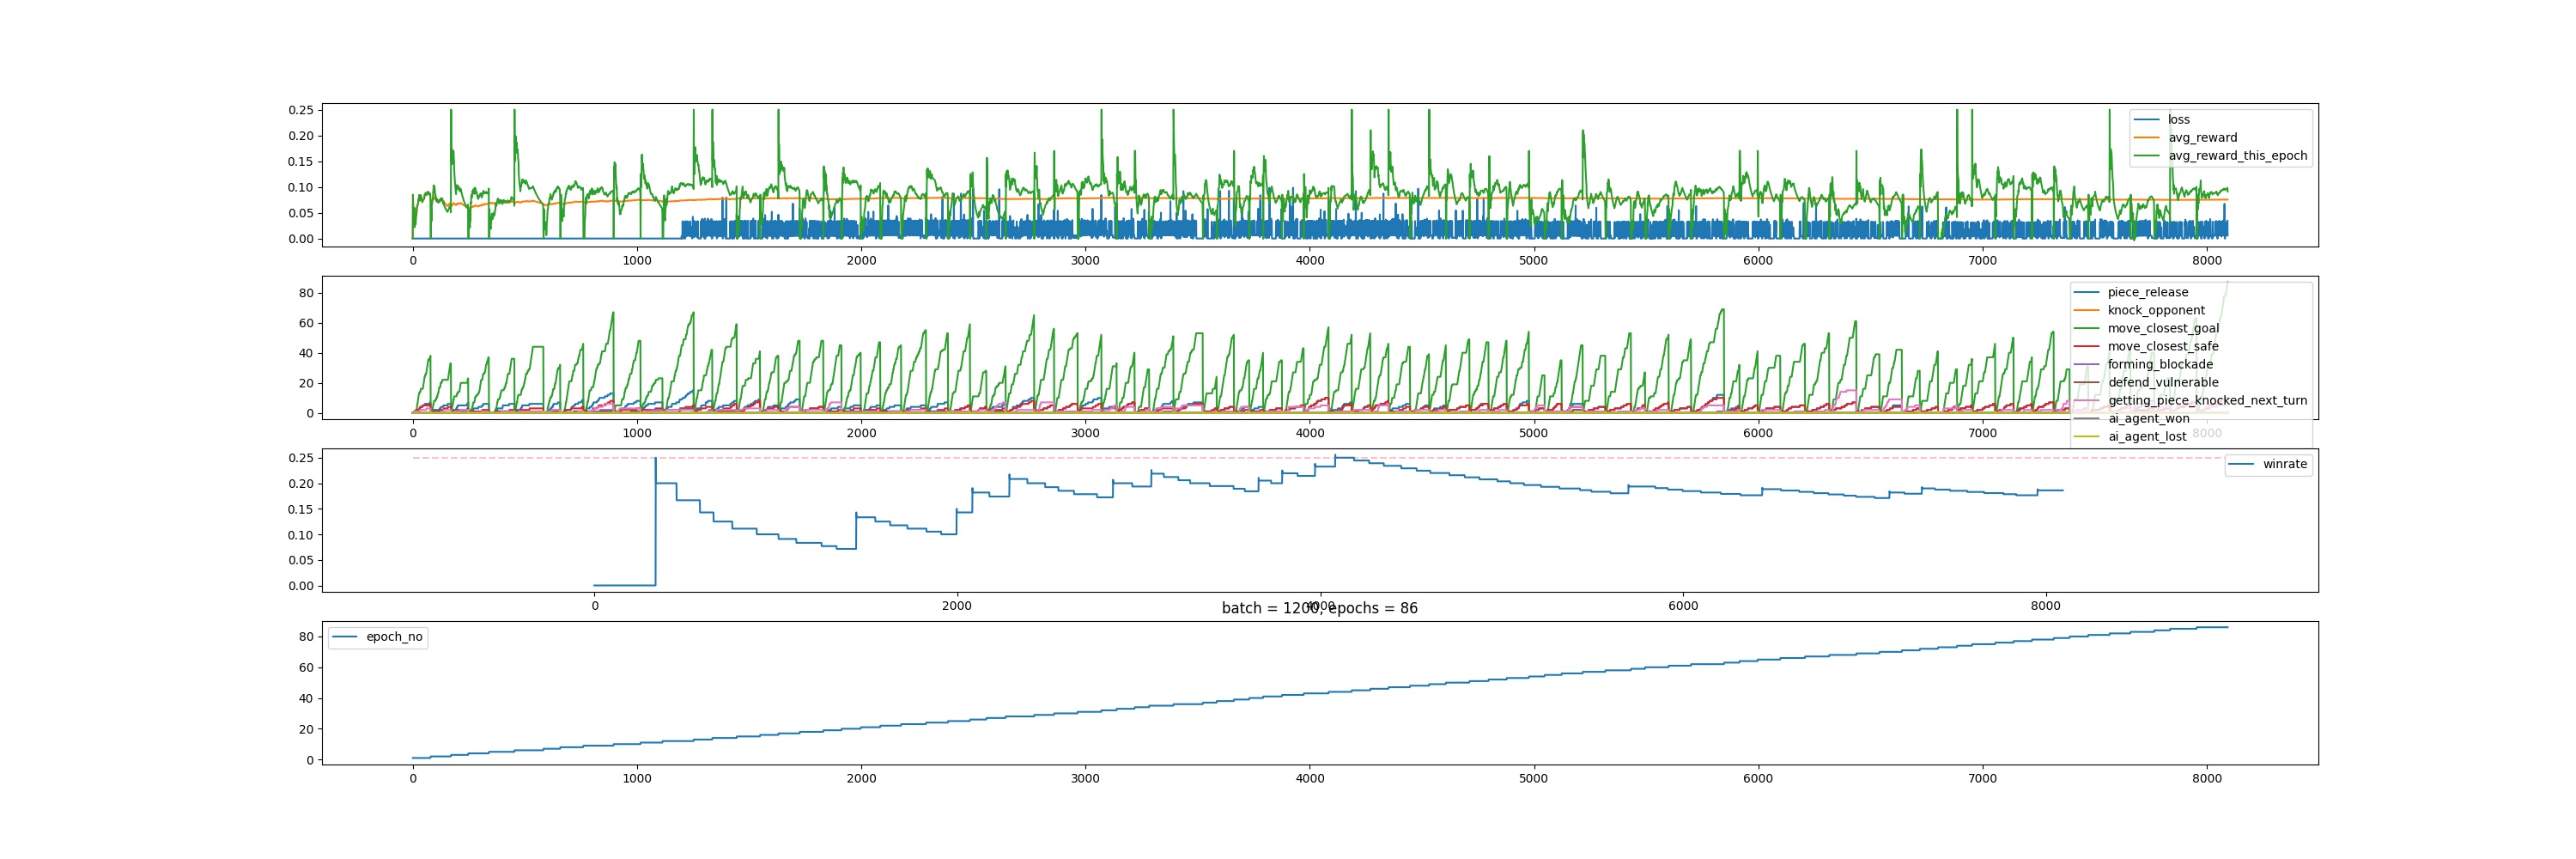 0.25
0.20
0.15
0.10
0.05
0.00
loss
avg_reward
avg_reward_this_epoch
0 1000 2000 3000 4000 5000 6000 7000 8000
80
60
40
20
0
piece_release
knock_opponent
move_closest_goal
move_closest_safe
forming_blockade
defend_vulnerable
getting_piece_knocked_next_turn
ai_agent_won
ai_agent_lost
0 1000 2000 3000 4000 5000 6000 7000 8000
0.25
0.20
0.15
0.10
0.05
0.00
winrate
0 2000 4000 6000 8000
batch = 1200, epochs = 86
80
60
40
20
0
epoch_no
0 1000 2000 3000 4000 5000 6000 7000 8000